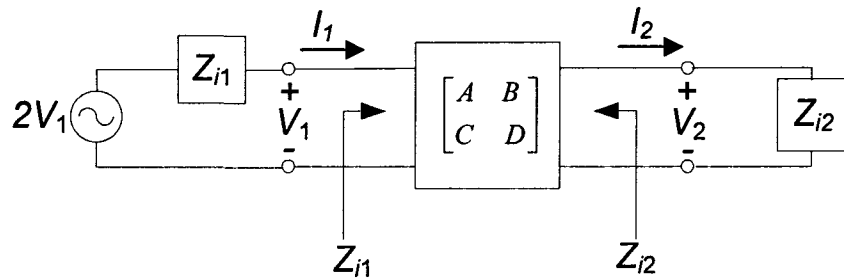 I1 I2
Zi1
+ +
2V1 V1 A B V2 Zi2
C D
- -
Zi1 Zi2